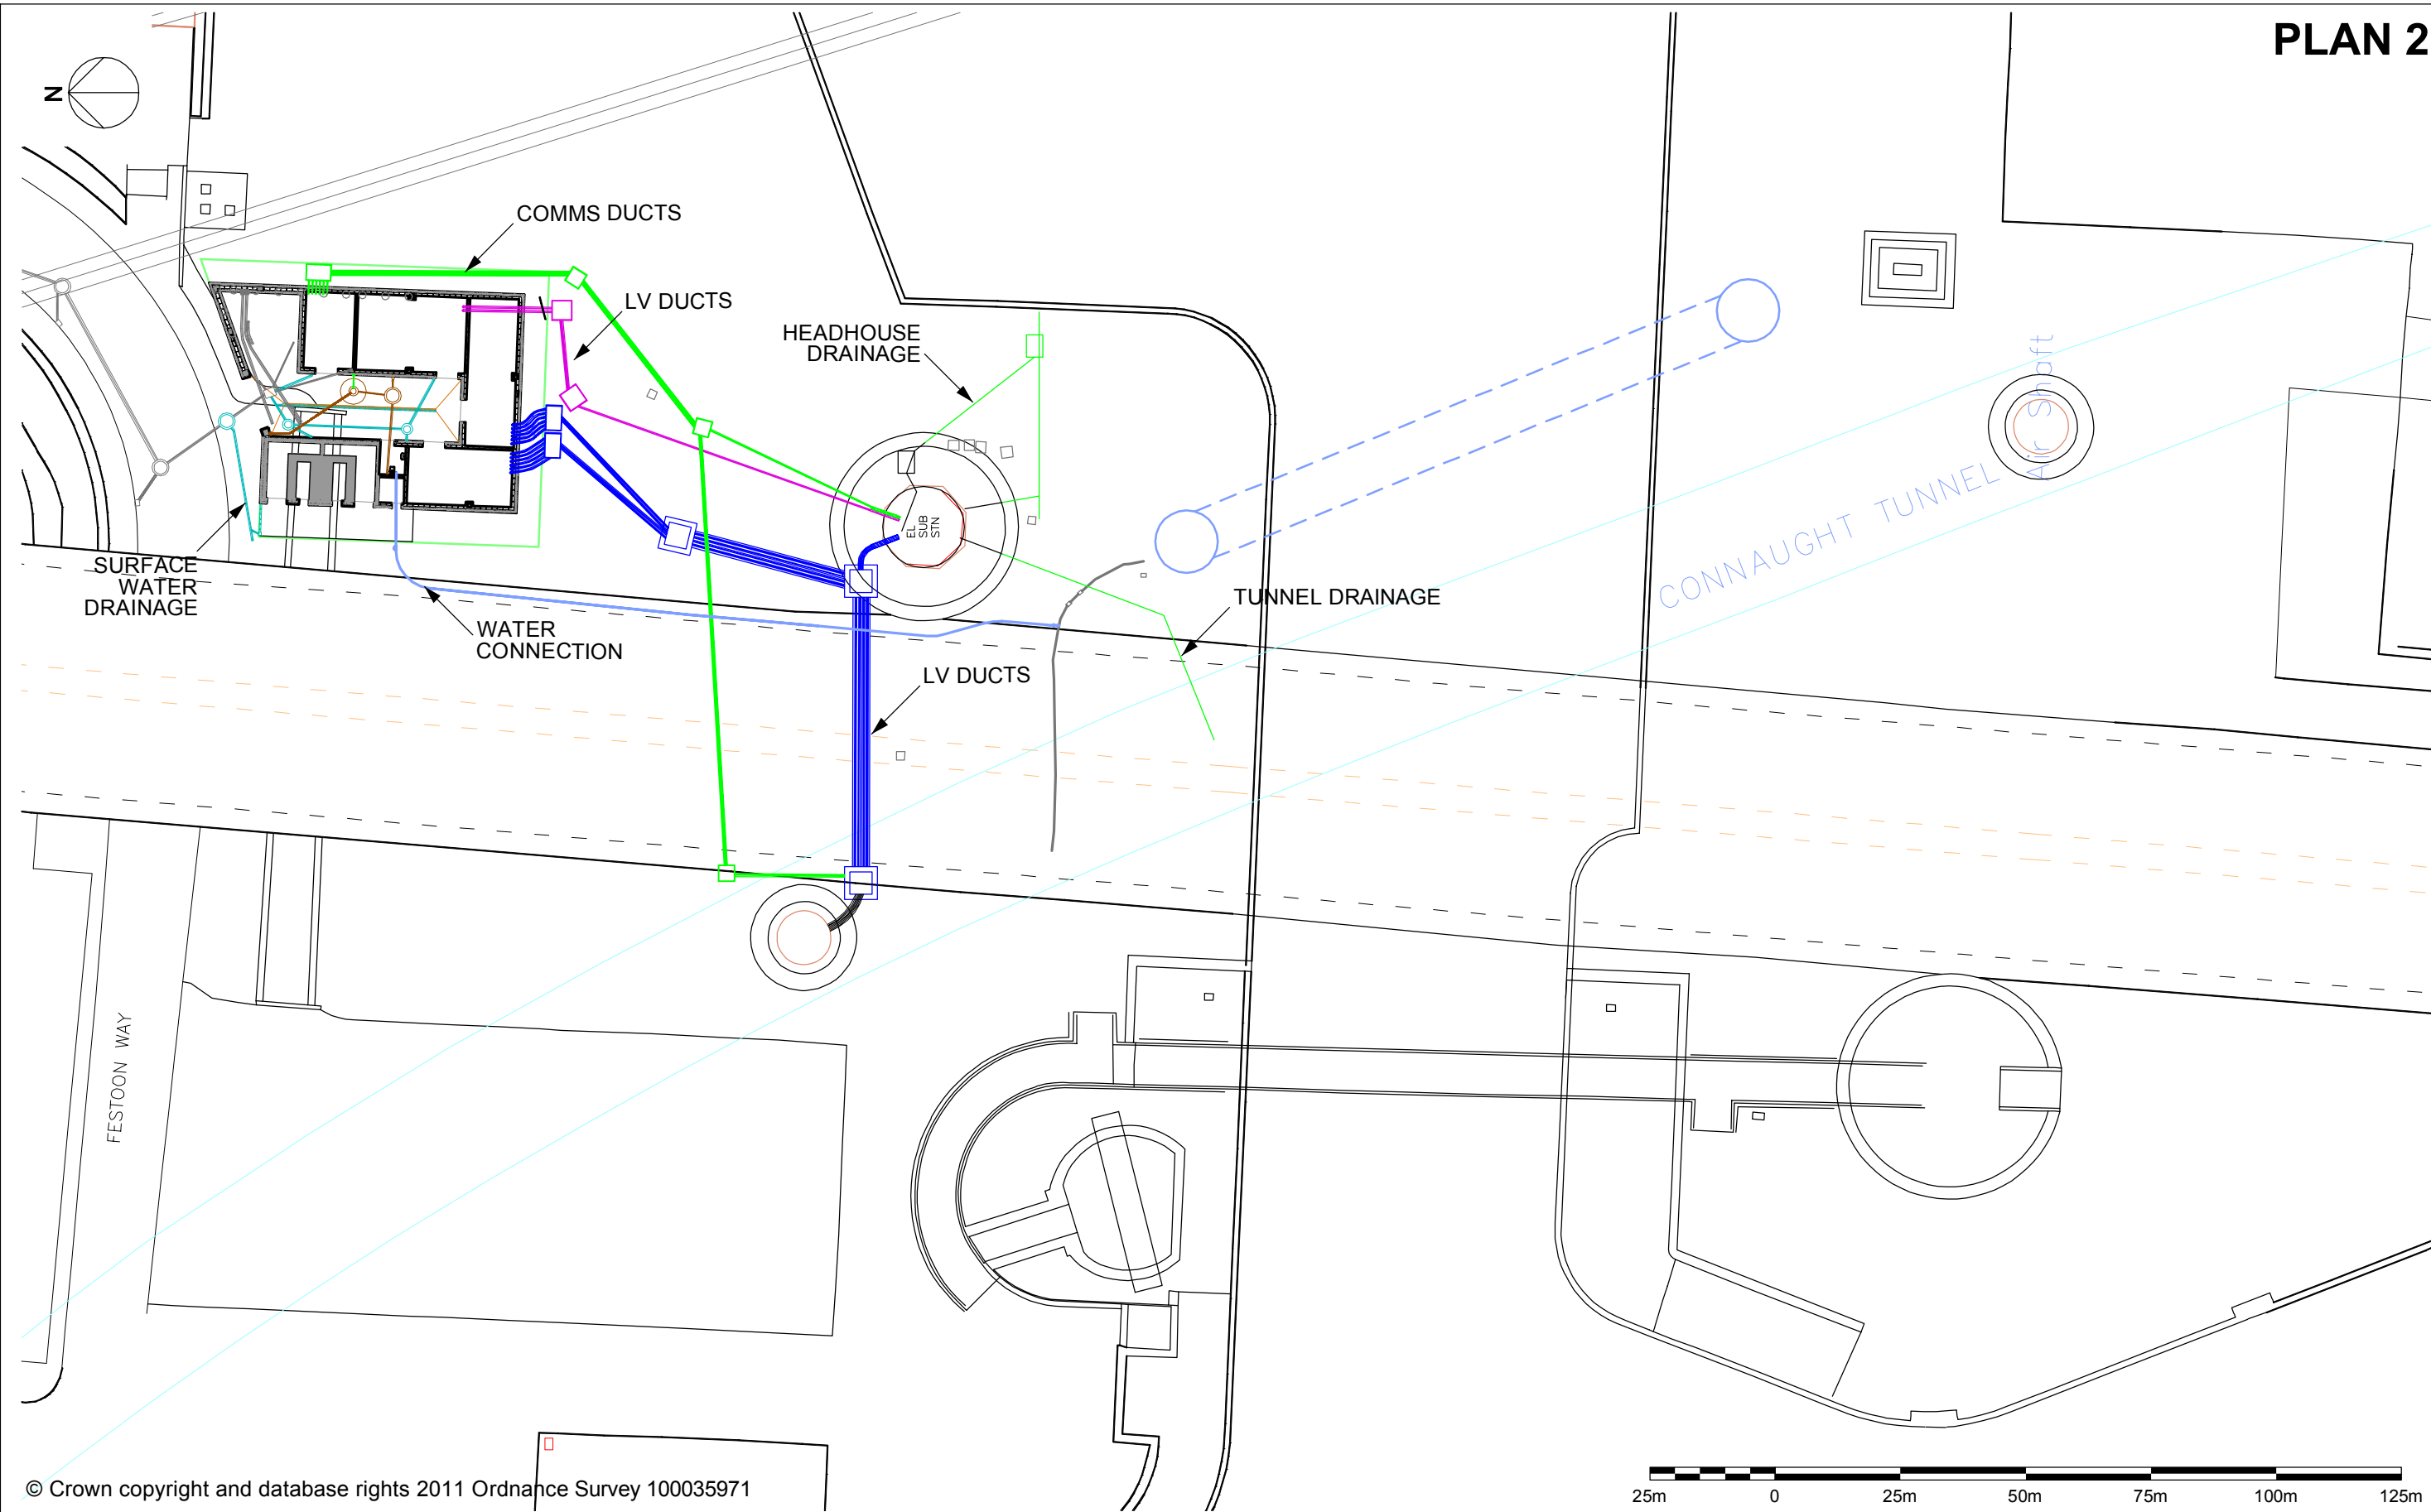 PLAN 2
N
COMMS DUCTS
LV DUCTS
HEADHOUSE
DRAINAGE
Air Shaft
CONNAUGHT TUNNEL
EL
SUB
STN
SURFACE
WATER
DRAINAGE
TUNNEL DRAINAGE
WATER
CONNECTION
LV DUCTS
FESTOON WAY
© Crown copyright and database rights 2011 Ordnance Survey 100035971
25m 0 25m 50m 75m 100m 125m